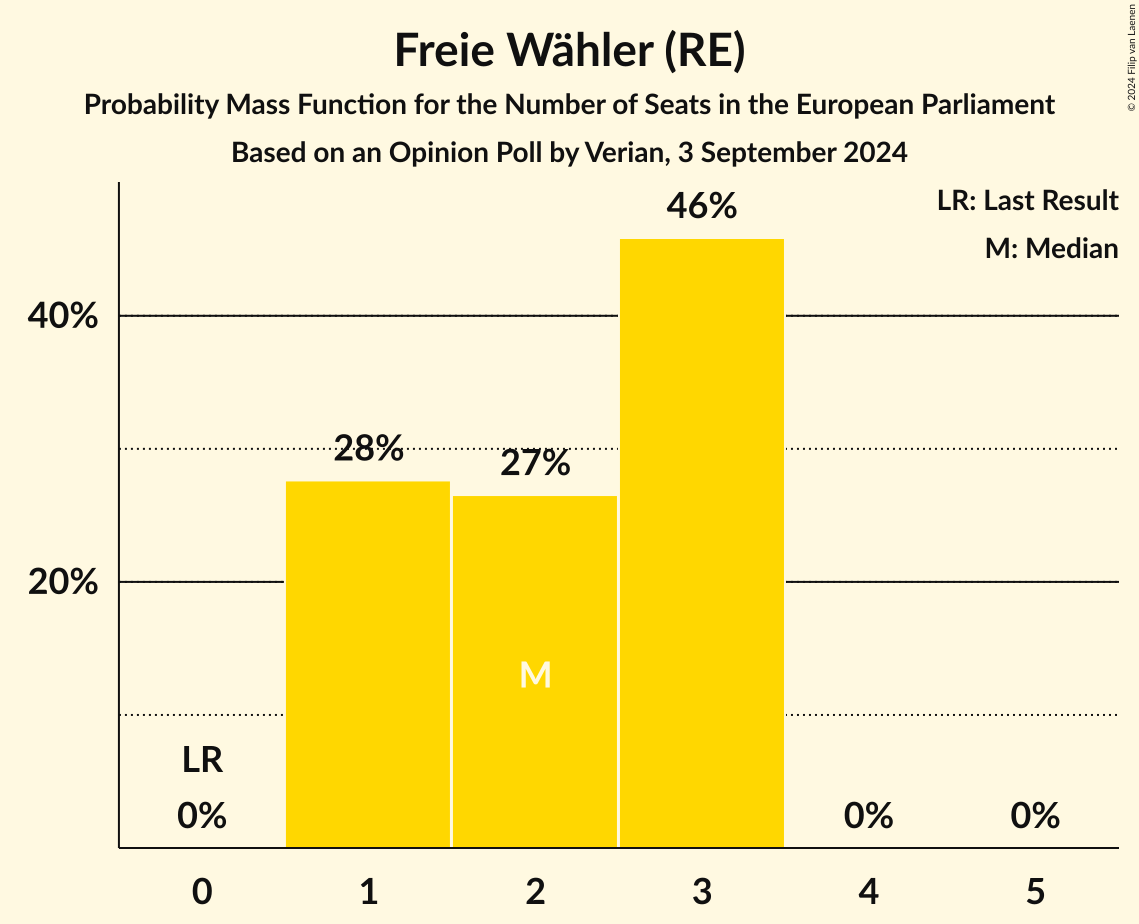 Freie Wähler (RE)
Probability Mass Function for the Number of Seats in the European Parliament
Based on an Opinion Poll by Verian, 3 September 2024
© 2024 Filip van Laenen
LR: Last Result
M: Median
46%
40%
28%
27%
20%
M
LR
0%
0%
0%
0 1 2 3 4 5